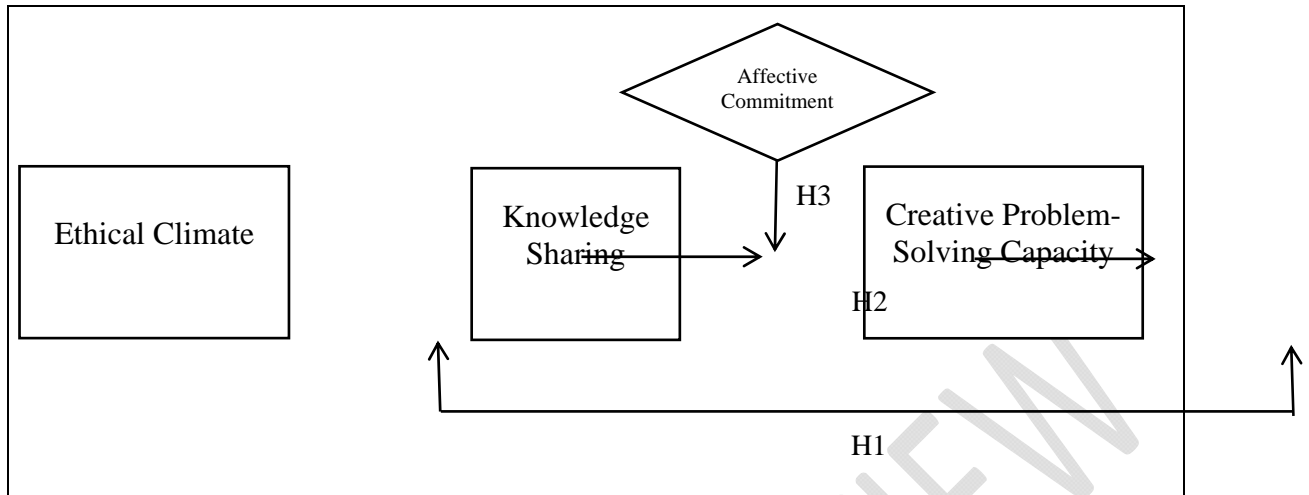 Affective
Commitment
Ethical Climate
Knowledge
Sharing
H3
Creative Problem-
Solving Capacity
H2
H1